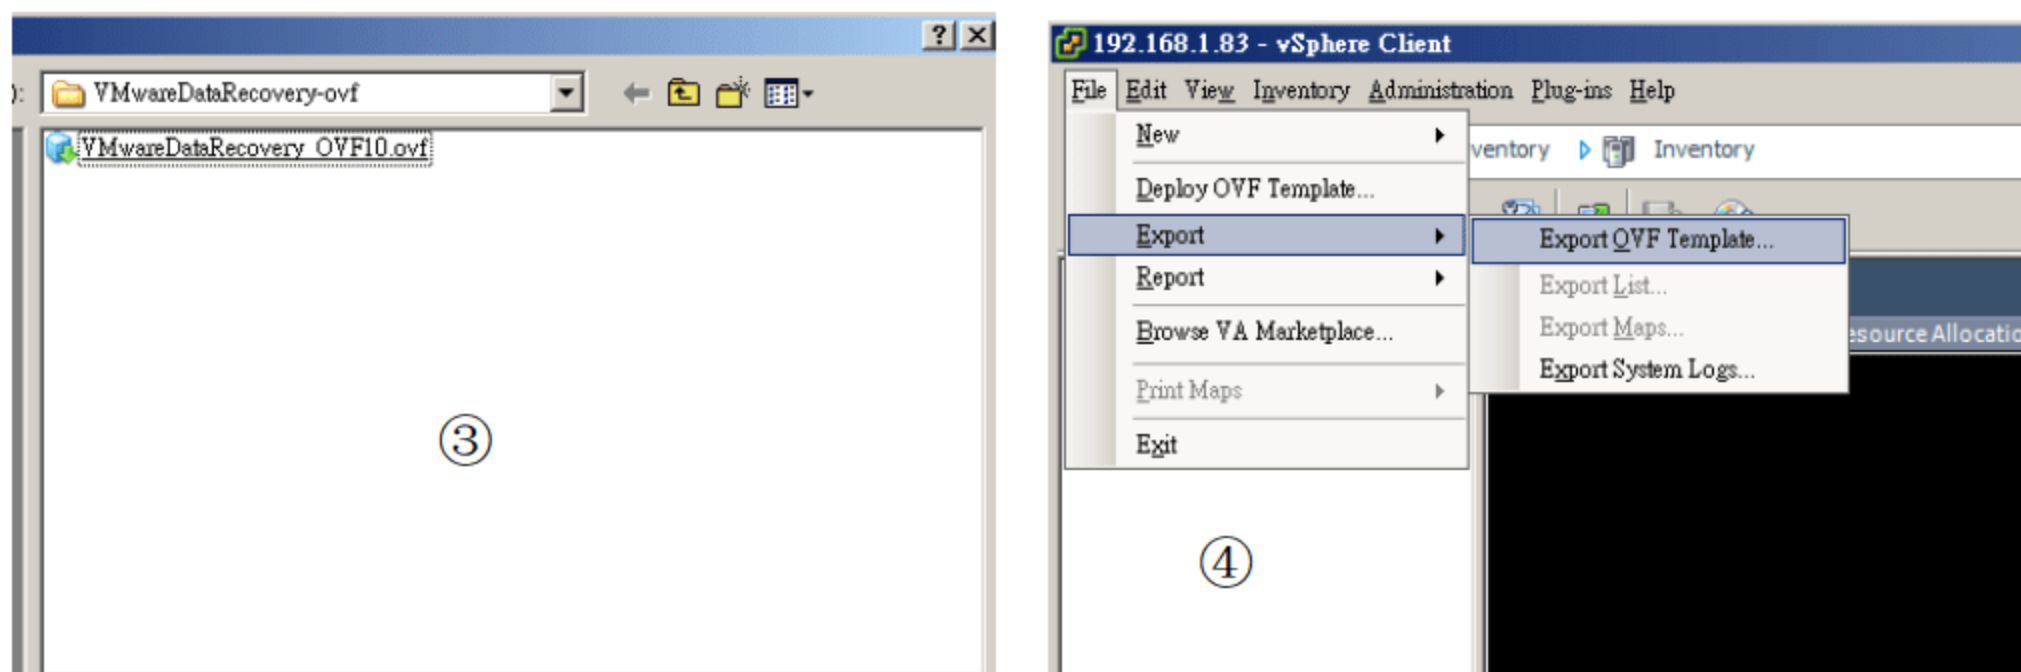 VMwareDataRecovery-ovf
VMwareDataRecovery_OVF10.ovf
③
192.168.1.83 - vSphere Client
File Edit View Inventory Administration Plug-ins Help
New
Deploy OVF Template...
Export
Report
Browse VA Marketplace...
Print Maps
Exit
ventory Inventory
Export OVF Template...
Export List...
Export Maps...
Export System Logs...
esource Allocatio
④